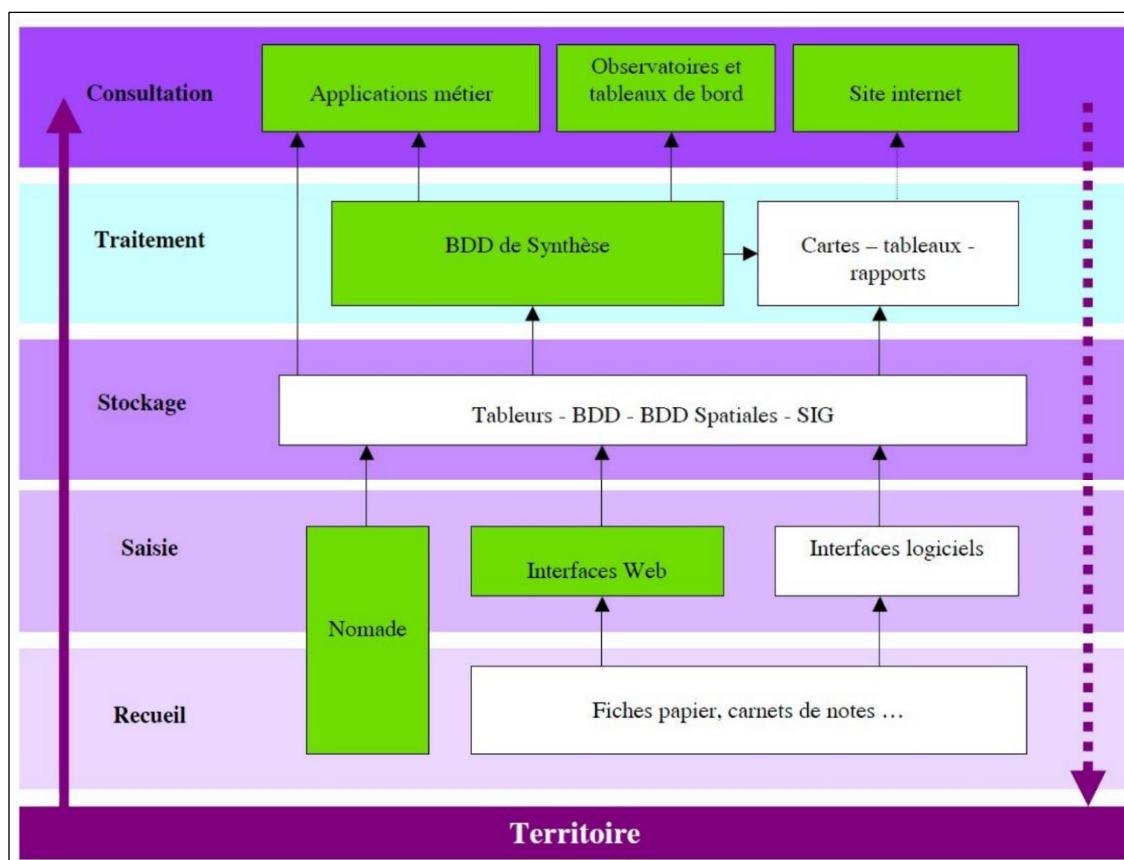 Consultation
Applications métier
Observatoires et
tableaux de bord
Site internet
Traitement
BDD de Synthèse
Cartes – tableaux -
rapports
Stockage
Tableurs - BDD - BDD Spatiales - SIG
Saisie
Nomade
Interfaces Web
Interfaces logiciels
Recueil
Fiches papier, carnets de notes …
Territoire